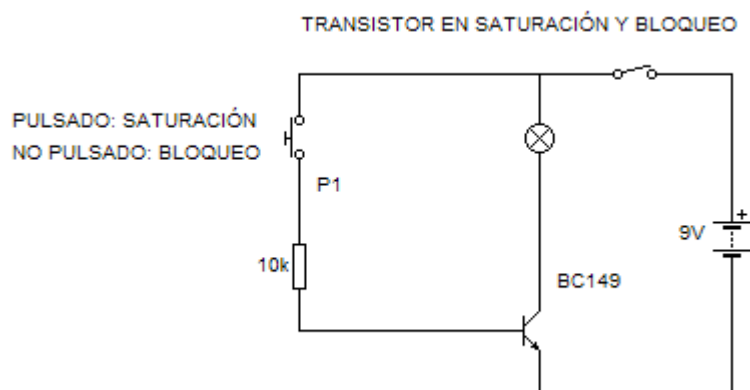 TRANSISTOR EN SATURACIÓN Y BLOQUEO
PULSADO: SATURACIÓN
NO PULSADO: BLOQUEO
P1
+
9V
10k
BC149